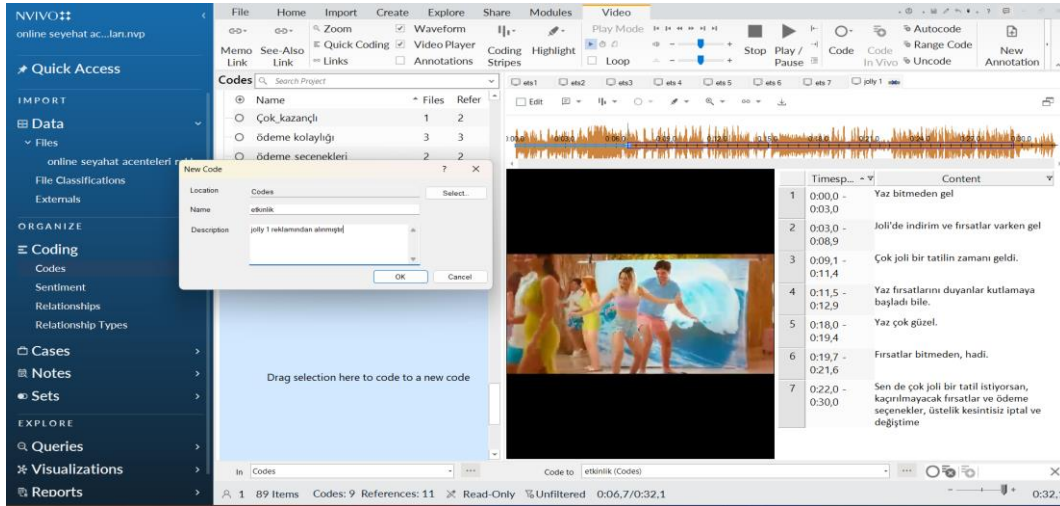 NVIVO
online seyehat ac...lan.nvp
Quick Access
IMPORT
Data
Files
online seyahat acenteleri
File Classifications
Externals
ORGANIZE
Coding
Codes
Sentiment
Relationships
Relationship Types
Cases
Notes
Sets
EXPLORE
Queries
Visualizations
Reports
File Home Import Create Explore Share Modules Video
Memo Link
See-Also Link
Zoom
Quick Coding
Links
Waveform
Video Player
Annotations
Coding Stripes
Highlight
Play Mode
Loop
Stop
Play / Pause
Code
Code In Vivo
Autocode
Range Code
Uncode
New Annotation
Codes Search Project
Name Files Refer
Çok_kazançlı 1 2
ödeme kolaylığı 3 3
ödeme secenekleri 2 2
New Code ? ×
Location Codes Select...
Name etkinlik
Description jolly 1 reklamından alınmıştır
OK Cancel
Drag selection here to code to a new code
ets1 ets2 ets3 ets 4 ets 5 ets 6 ets 7 jolly 1
Edit
Timesp... Content
1 0:00,0 - 0:03,0 Yaz bitmeden gel
2 0:03,0 - 0:08,9 Joli'de indirim ve fırsatlar varken gel
3 0:09,1 - 0:11,4 Çok joli bir tatilin zamanı geldi.
4 0:11,5 - 0:12,9 Yaz fırsatlarını duyanlar kutlamaya
başladı bile.
5 0:18,0 - 0:19,4 Yaz çok güzel.
6 0:19,7 - 0:21,6 Fırsatlar bitmeden, hadi.
7 0:22,0 - 0:30,0 Sen de çok joli bir tatil istiyorsan,
kaçırılmayacak fırsatlar ve ödeme
seçenekler, üstelik kesintisiz iptal ve
değiştime
In Codes
Code to etkinlik (Codes)
1 89 Items Codes: 9 References: 11 Read-Only Unfiltered 0:06,7/0:32,1
0:32,